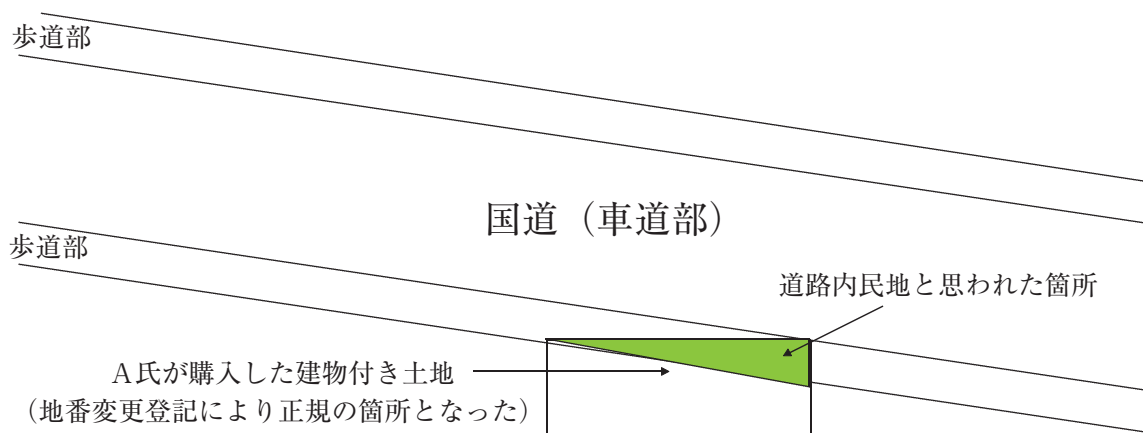 歩道部
国道（車道部）
歩道部
道路内民地と思われた箇所
A氏が購入した建物付き土地
（地番変更登記により正規の箇所となった）